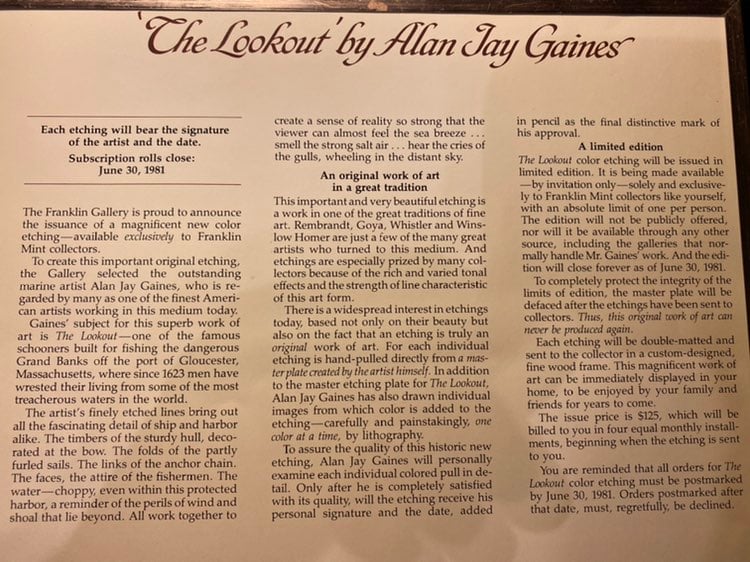 'The Lookout' by Alan Jay Gaines
Each etching will bear the signature
of the artist and the date.
Subscription rolls close:
June 30, 1981
The Franklin Gallery is proud to announce
the issuance of a magnificent new color
etching—available exclusively to Franklin
Mint collectors.
To create this important original etching,
the Gallery selected the outstanding
marine artist Alan Jay Gaines, who is re-
garded by many as one of the finest Ameri-
can artists working in this medium today.
Gaines' subject for this superb work of
art is The Lookout—one of the famous
schooners built for fishing the dangerous
Grand Banks off the port of Gloucester,
Massachusetts, where since 1623 men have
wrested their living from some of the most
treacherous waters in the world.
The artist's finely etched lines bring out
all the fascinating detail of ship and harbor
alike. The timbers of the sturdy hull, deco-
rated at the bow. The folds of the partly
furled sails. The links of the anchor chain.
The faces, the attire of the fishermen. The
water—choppy, even within this protected
harbor, a reminder of the perils of wind and
shoal that lie beyond. All work together to
create a sense of reality so strong that the
viewer can almost feel the sea breeze . . .
smell the strong salt air . . . hear the cries of
the gulls, wheeling in the distant sky.
An original work of art
in a great tradition
This important and very beautiful etching is
a work in one of the great traditions of fine
art. Rembrandt, Goya, Whistler and Wins-
low Homer are just a few of the many great
artists who turned to this medium. And
etchings are especially prized by many col-
lectors because of the rich and varied tonal
effects and the strength of line characteristic
of this art form.
There is a widespread interest in etchings
today, based not only on their beauty but
also on the fact that an etching is truly an
original work of art. For each individual
etching is hand-pulled directly from a mas-
ter plate created by the artist himself. In addition
to the master etching plate for The Lookout,
Alan Jay Gaines has also drawn individual
images from which color is added to the
etching—carefully and painstakingly, one
color at a time, by lithography.
To assure the quality of this historic new
etching, Alan Jay Gaines will personally
examine each individual colored pull in de-
tail. Only after he is completely satisfied
with its quality, will the etching receive his
personal signature and the date, added
in pencil as the final distinctive mark of
his approval.
A limited edition
The Lookout color etching will be issued in
limited edition. It is being made available
—by invitation only—solely and exclusive-
ly to Franklin Mint collectors like yourself,
with an absolute limit of one per person.
The edition will not be publicly offered,
nor will it be available through any other
source, including the galleries that nor-
mally handle Mr. Gaines' work. And the edi-
tion will close forever as of June 30, 1981.
To completely protect the integrity of the
limits of edition, the master plate will be
defaced after the etchings have been sent to
collectors. Thus, this original work of art can
never be produced again.
Each etching will be double-matted and
sent to the collector in a custom-designed,
fine wood frame. This magnificent work of
art can be immediately displayed in your
home, to be enjoyed by your family and
friends for years to come.
The issue price is $125, which will be
billed to you in four equal monthly install-
ments, beginning when the etching is sent
to you.
You are reminded that all orders for The
Lookout color etching must be postmarked
by June 30, 1981. Orders postmarked after
that date, must, regretfully, be declined.